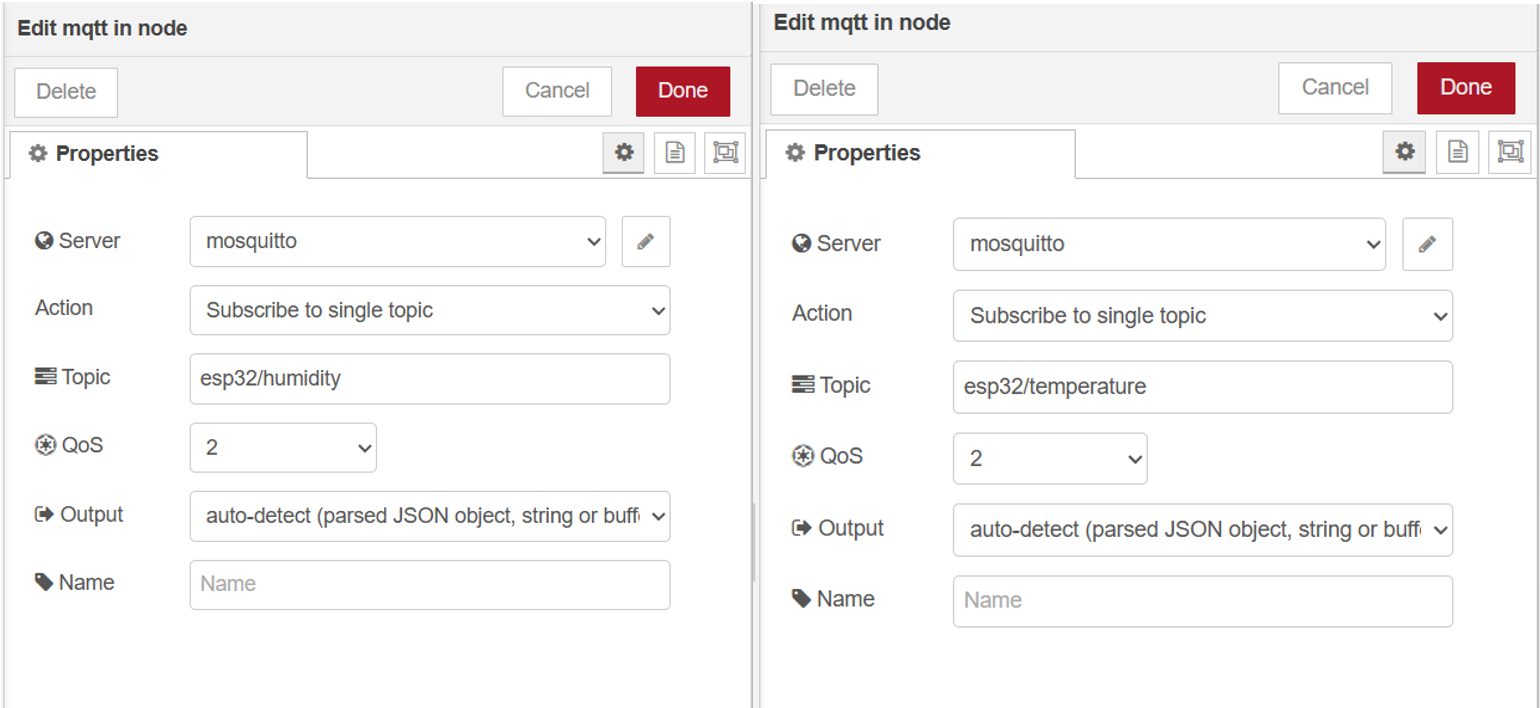 Edit mqtt in node
Delete
Cancel
Done
Properties
Server
mosquitto
Action
Subscribe to single topic
Topic
esp32/humidity
QoS
2
Output
auto-detect (parsed JSON object, string or buff
Name
Name
Edit mqtt in node
Delete
Cancel
Done
Properties
Server
mosquitto
Action
Subscribe to single topic
Topic
esp32/temperature
QoS
2
Output
auto-detect (parsed JSON object, string or buff
Name
Name